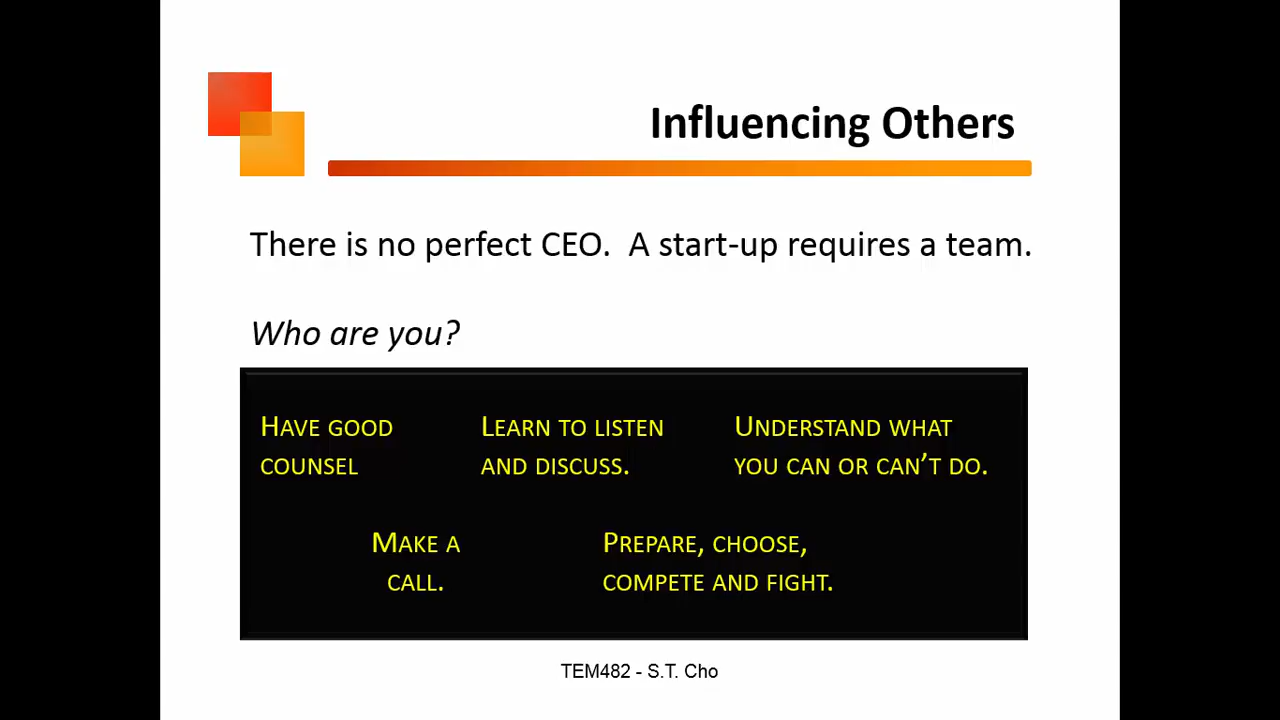 Influencing Others
There is no perfect CEO.  A start-up requires a team.
Who are you?
Have good
counsel
Learn to listen
and discuss.
Understand what
you can or can’t do.
Make a
call.
Prepare, choose,
compete and fight.
TEM482 - S.T. Cho